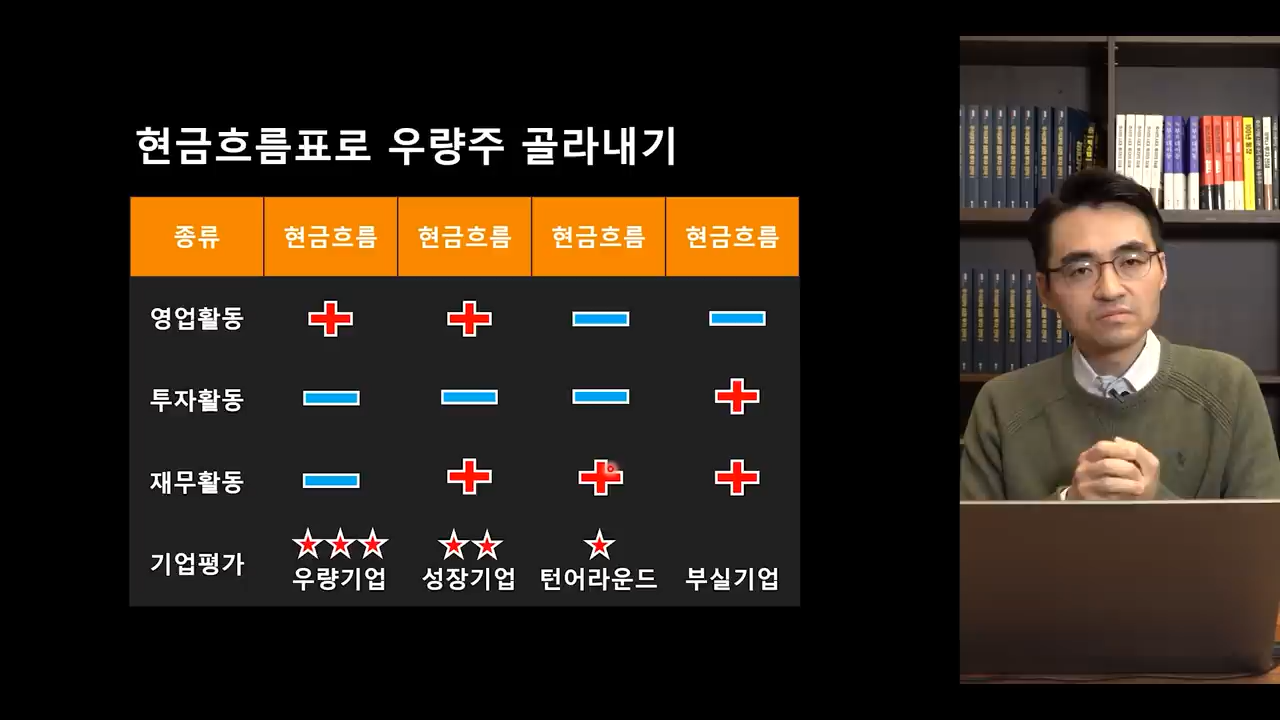 현금흐름표로 우량주 골라내기
종류 현금흐름 현금흐름 현금흐름 현금흐름
영업활동
투자활동
재무활동
기업평가
우량기업 성장기업 턴어라운드 부실기업